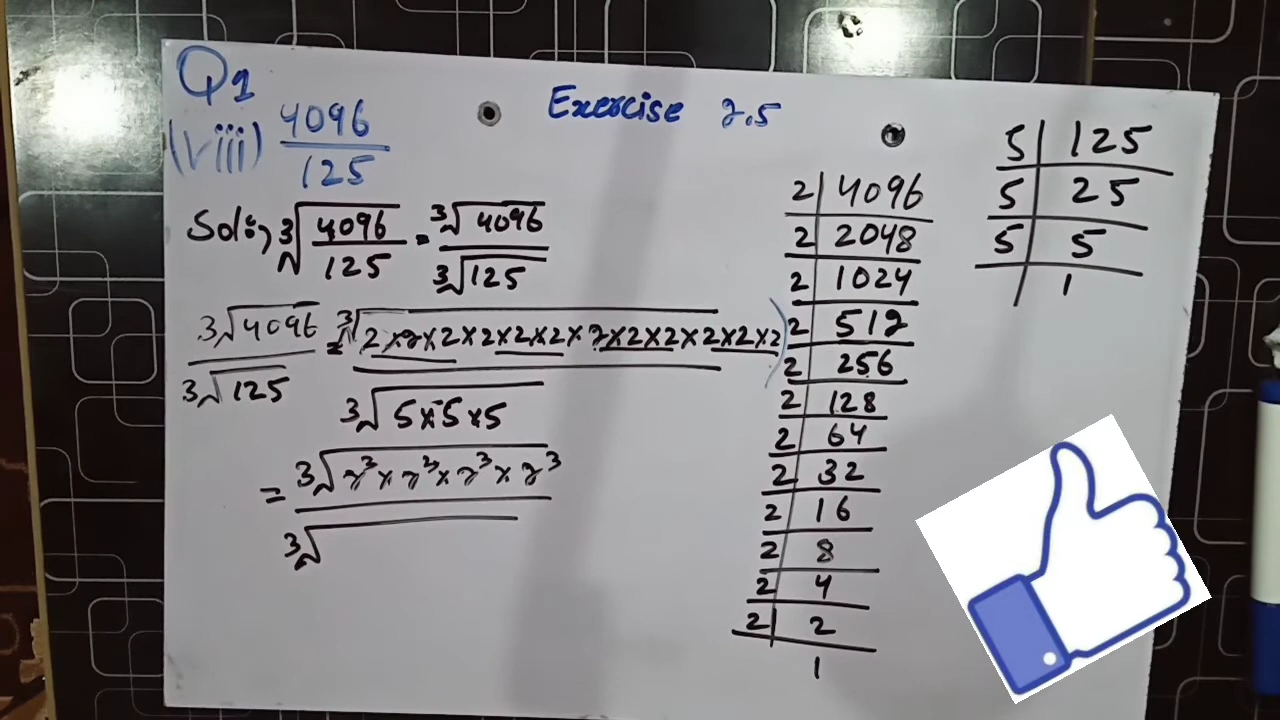 Q1
Exercise 2.5
(viii) 4096/125
Sol:, ∛(4096/125) = ∛4096/∛125
∛4096/∛125 = ∛(2×2×2×2×2×2×2×2×2×2×2×2)
∛(5×5×5)
= ∛(2³×2³×2³×2³)
∛
2 | 4096
2 | 2048
2 | 1024
2 | 512
2 | 256
2 | 128
2 | 64
2 | 32
2 | 16
2 | 8
2 | 4
2 | 2
1
5 | 125
5 | 25
5 | 5
1